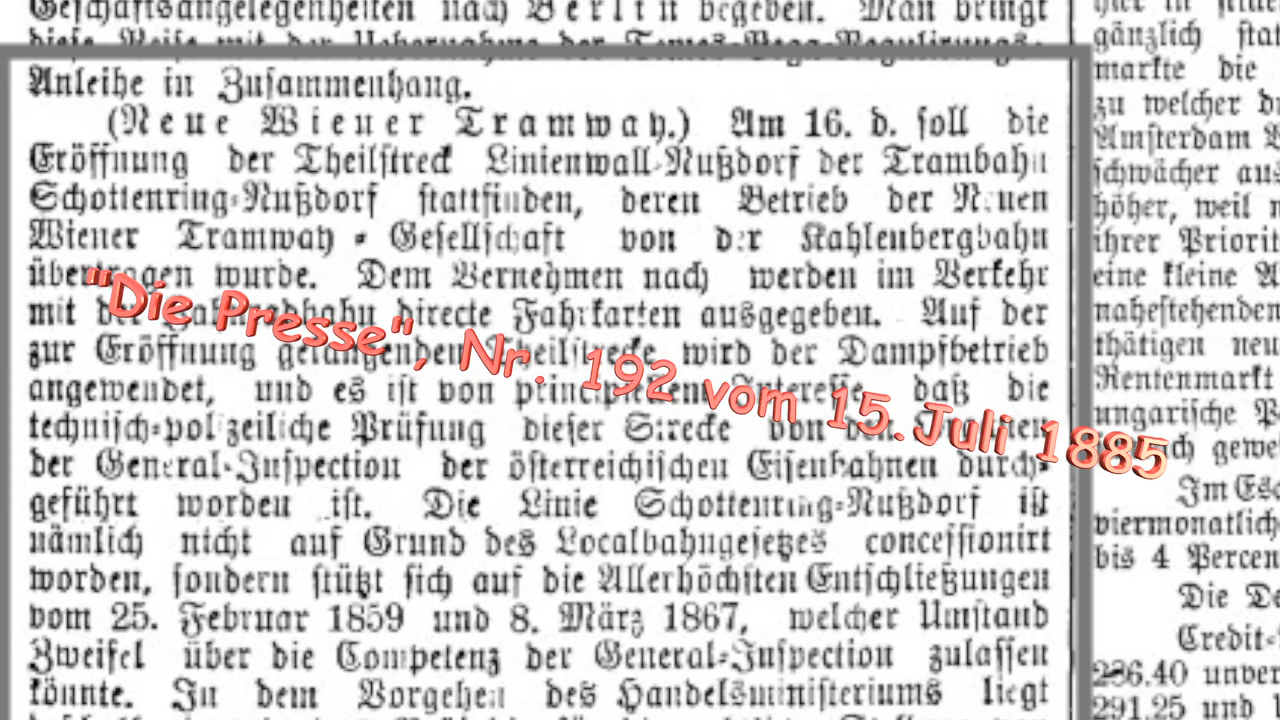 Geschäftsangelegenheiten nach Berlin begeben. Man bringt
diese Reise mit der Uebernahme der Temes-Bega-Regulirungs-
Anleihe in Zusammenhang.
(Neue Wiener Tramway.) Am 16. d. soll die
Eröffnung der Theilstreck Linienwall-Nußdorf der Trambahn
Schottenring-Nußdorf stattfinden, deren Betrieb der Neuen
Wiener Tramway-Gesellschaft von der Kahlenbergbahn
übertragen wurde. Dem Vernehmen nach werden im Verkehr
mit der directe Fahrkarten ausgegeben. Auf der
zur Eröffnung gelangenden Theilstrecke wird der Dampfbetrieb
angewendet, und es ist von principiellem Interesse, daß die
technisch-polizeiliche Prüfung dieser Strecke von den
der General-Inspection der österreichischen Eisenbahnen durch-
geführt worden ist. Die Linie Schottenring-Nußdorf ist
nämlich nicht auf Grund des Localbahngesetzes concessionirt
worden, sondern stützt sich auf die Allerhöchsten Entschließungen
vom 25. Februar 1859 und 8. März 1867, welcher Umstand
Zweifel über die Competenz der General-Inspection zulassen
könnte. In dem Vorgehen des Handelsministeriums liegt
"Die Presse", Nr. 192 vom 15.Juli 1885
gänzlich
markte die
zu welcher
Amsterdam
schwächer
höher, weil
ihrer
eine kleine
nahestehenden
thätigen neu
Rentenmarkt
ungarische
Im
viermonatlich
bis 4
Die
Credit-
236.40
291.25 und